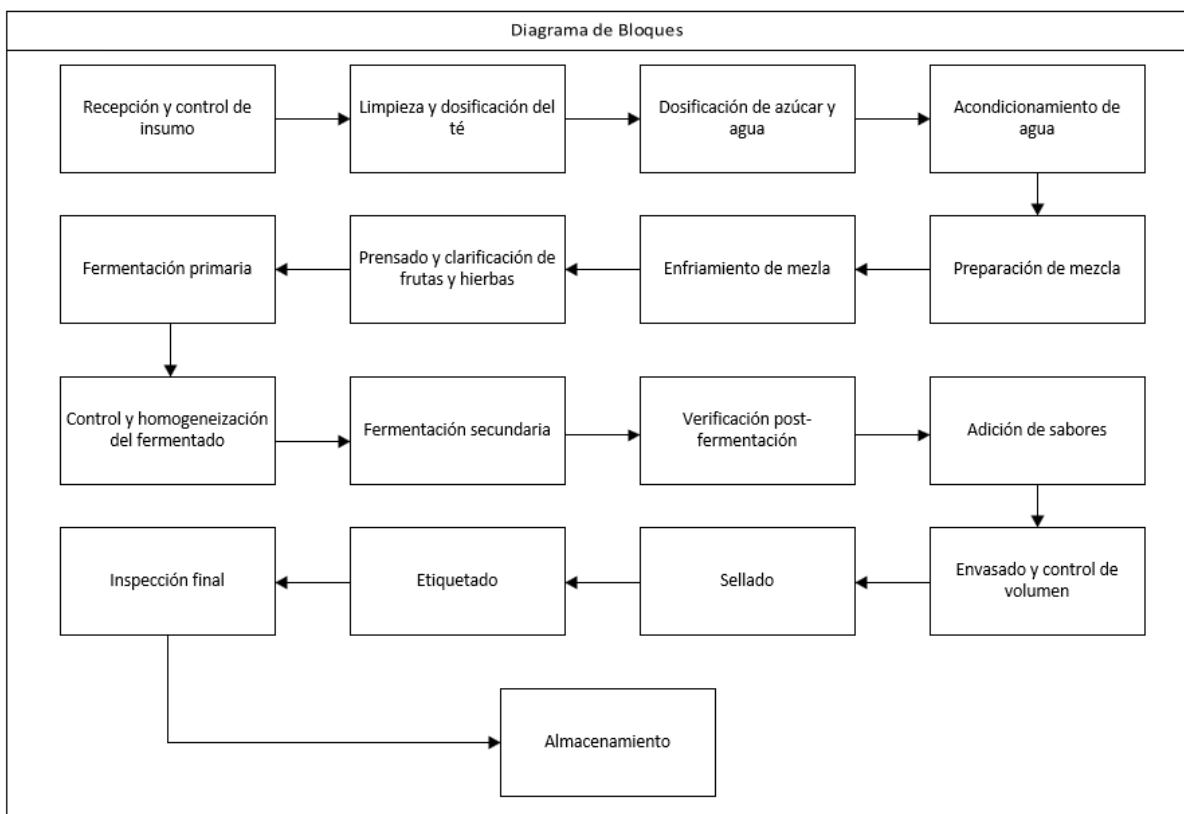 Diagrama de Bloques
Recepción y control de
insumo
Limpieza y dosificación del
té
Dosificación de azúcar y
agua
Acondicionamiento de
agua
Preparación de mezcla
Enfriamiento de mezla
Prensado y clarificación de
frutas y hierbas
Fermentación primaria
Control y homogeneización
del fermentado
Fermentación secundaria
Verificación post-
fermentación
Adición de sabores
Envasado y control de
volumen
Sellado
Etiquetado
Inspección final
Almacenamiento